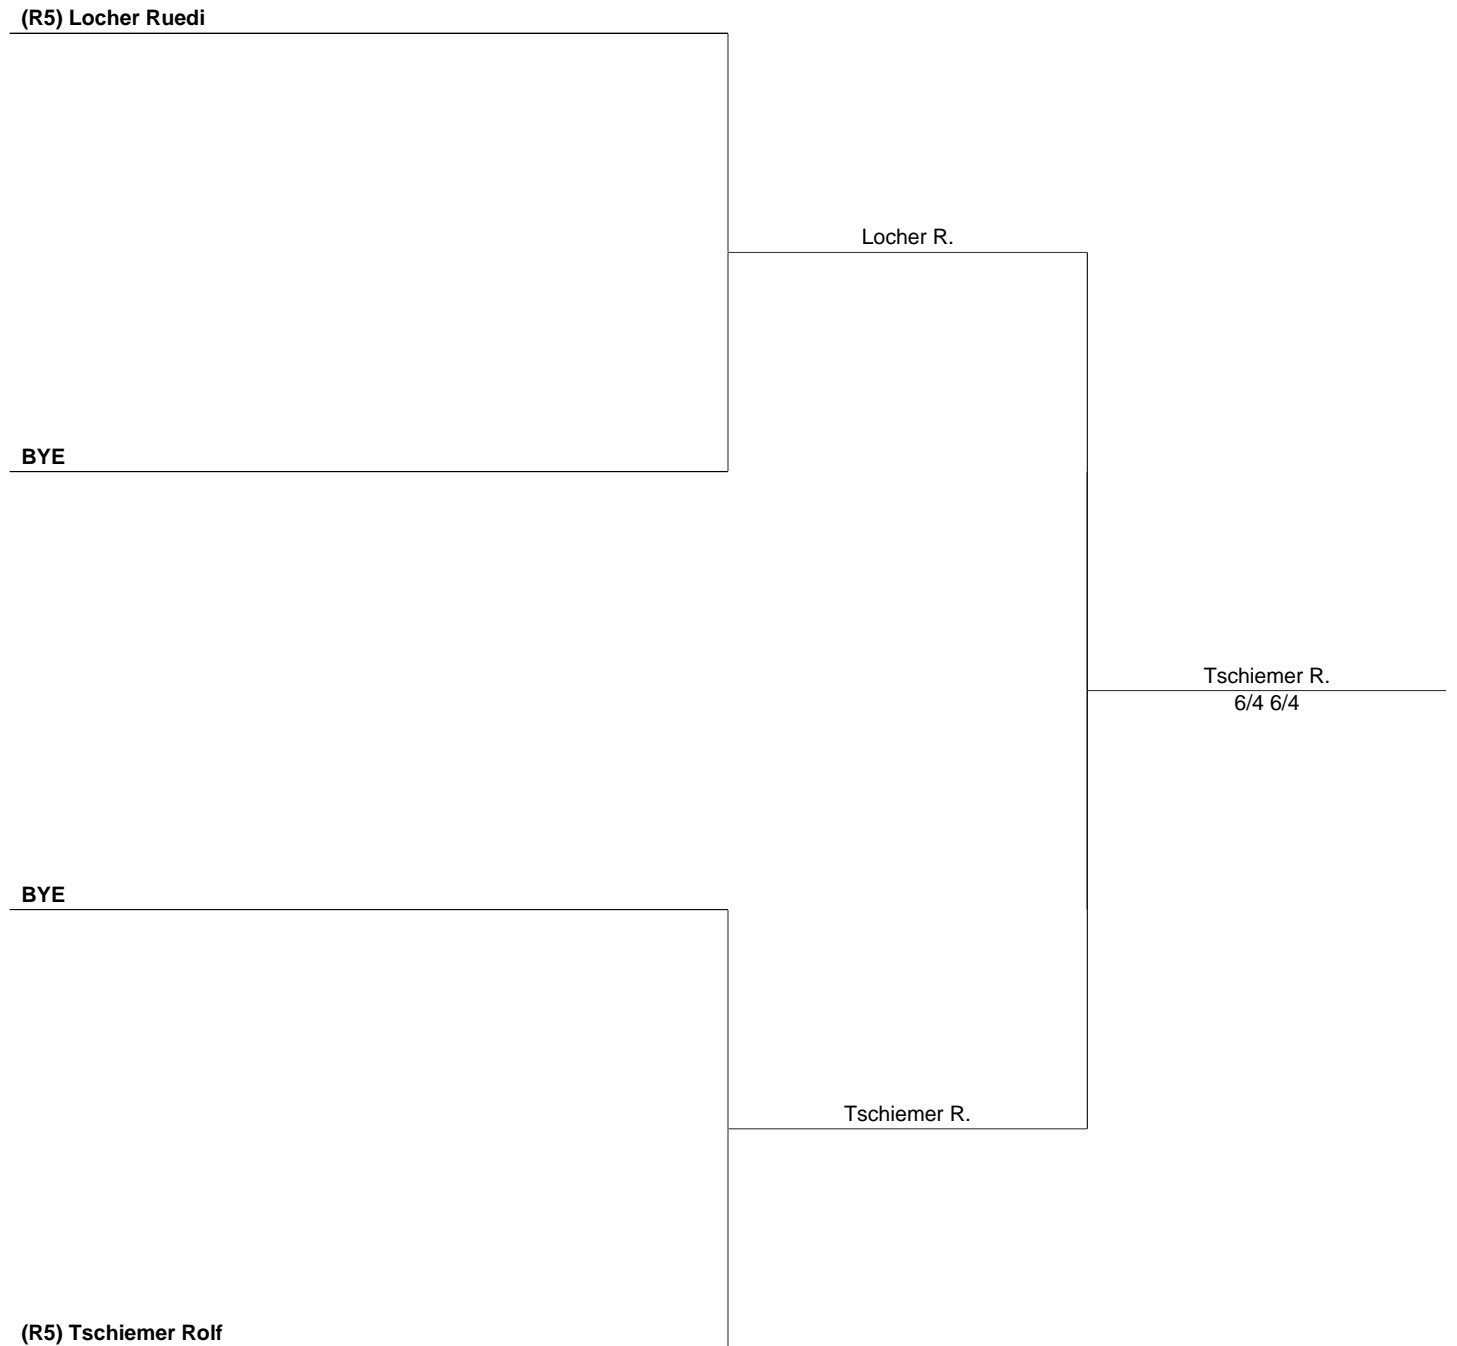 (R5) Locher Ruedi
Locher R.
BYE
Tschiemer R.
6/4 6/4
BYE
Tschiemer R.
(R5) Tschiemer Rolf